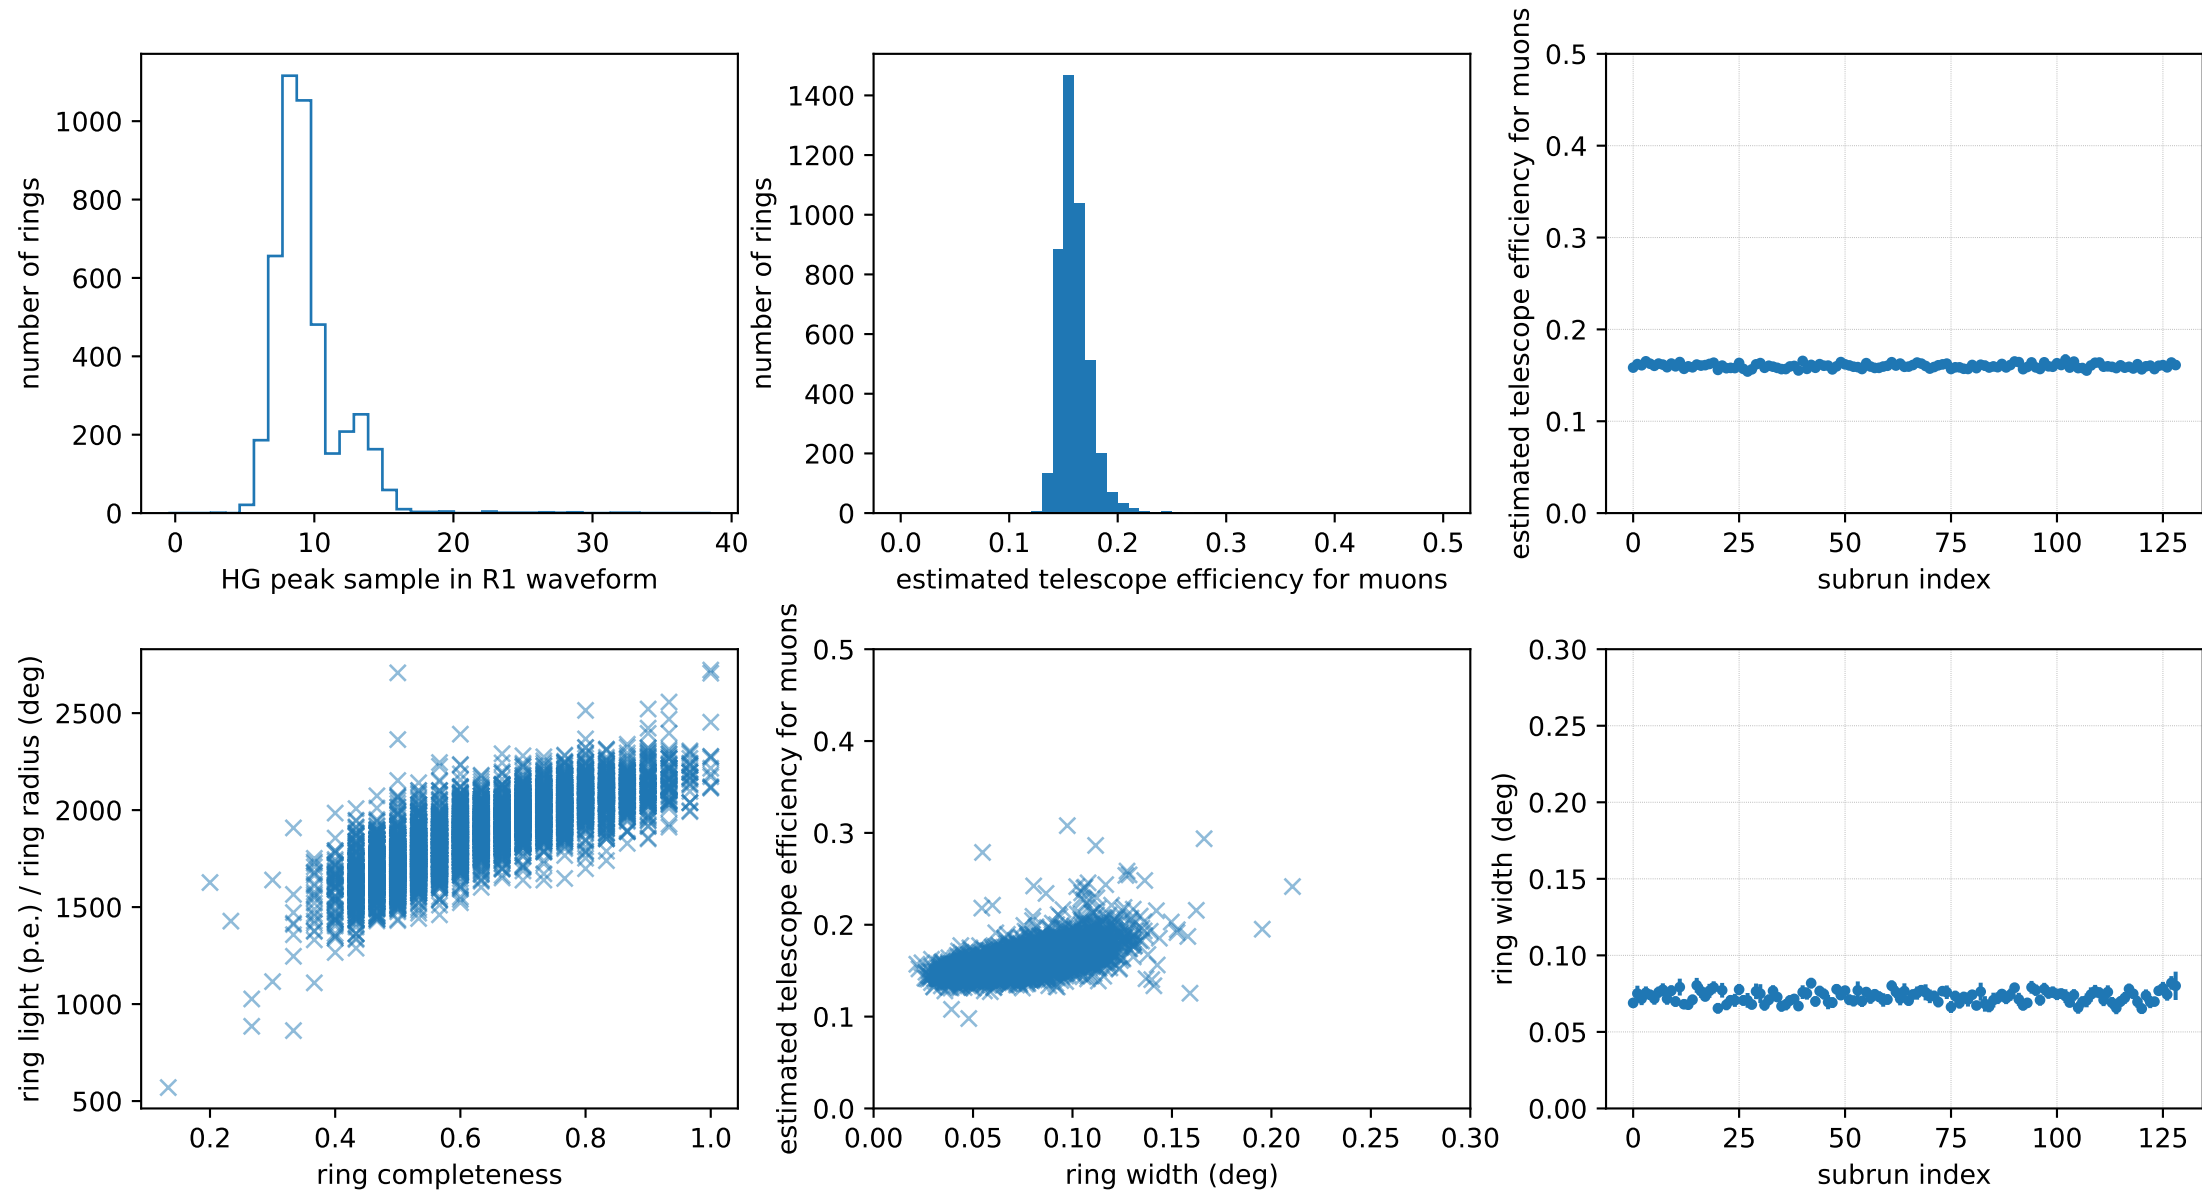 number of rings
1000
800
600
400
200
0
0 10 20 30 40
HG peak sample in R1 waveform
number of rings
1400
1200
1000
800
600
400
200
0
0.0 0.1 0.2 0.3 0.4 0.5
estimated telescope efficiency for muons
estimated telescope efficiency for muons
0.5
0.4
0.3
0.2
0.1
0.0
0 25 50 75 100 125
subrun index
ring light (p.e.) / ring radius (deg)
2500
2000
1500
1000
500
0.2 0.4 0.6 0.8 1.0
ring completeness
estimated telescope efficiency for muons
0.5
0.4
0.3
0.2
0.1
0.0
0.00 0.05 0.10 0.15 0.20 0.25 0.30
ring width (deg)
ring width (deg)
0.30
0.25
0.20
0.15
0.10
0.05
0.00
0 25 50 75 100 125
subrun index